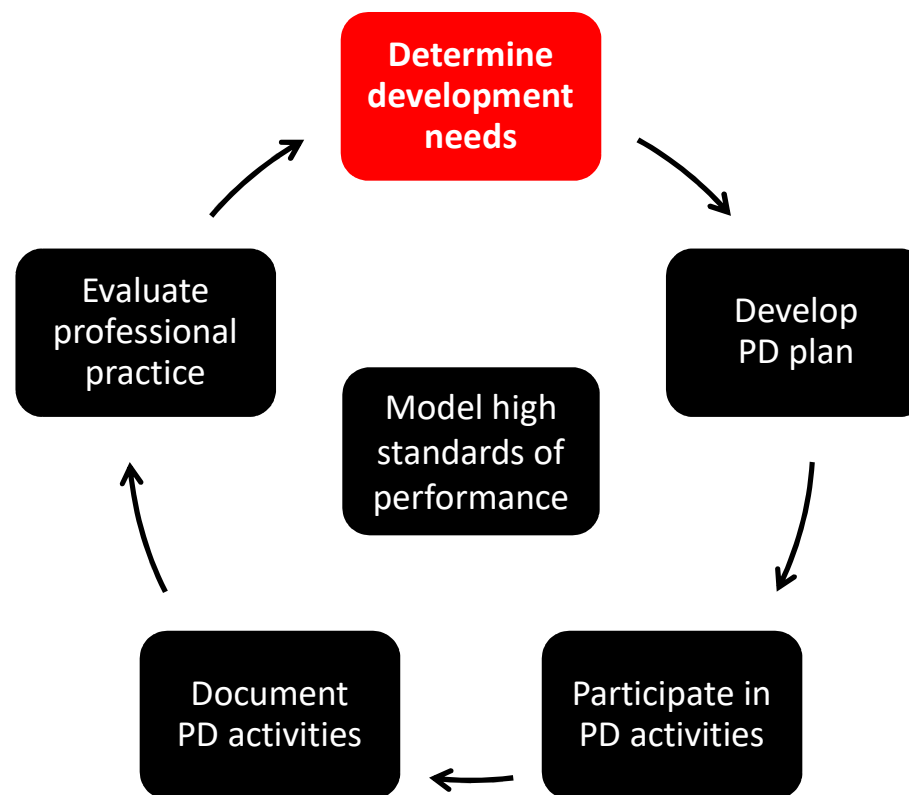 Determine
development
needs
Develop
PD plan
Participate in
PD activities
Document
PD activities
Evaluate
professional
practice
Model high
standards of
performance